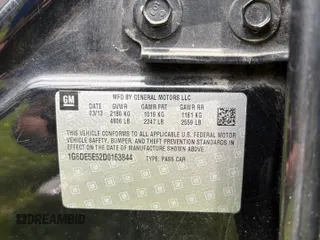 GM
MFD BY GENERAL MOTORS LLC
DATE GVWR GAWR FRT GAWR RR
03/13 2180 KG 1019 KG 1161 KG
4806 LB 2247 LB 2559 LB
THIS VEHICLE CONFORMS TO ALL APPLICABLE U.S. FEDERAL MOTOR
VEHICLE SAFETY, BUMPER, AND THEFT PREVENTION STANDARDS IN
EFFECT ON THE DATE OF MANUFACTURE SHOWN ABOVE.
1G6DE5E52D0163844 TYPE: PASS CAR
DREAMBID